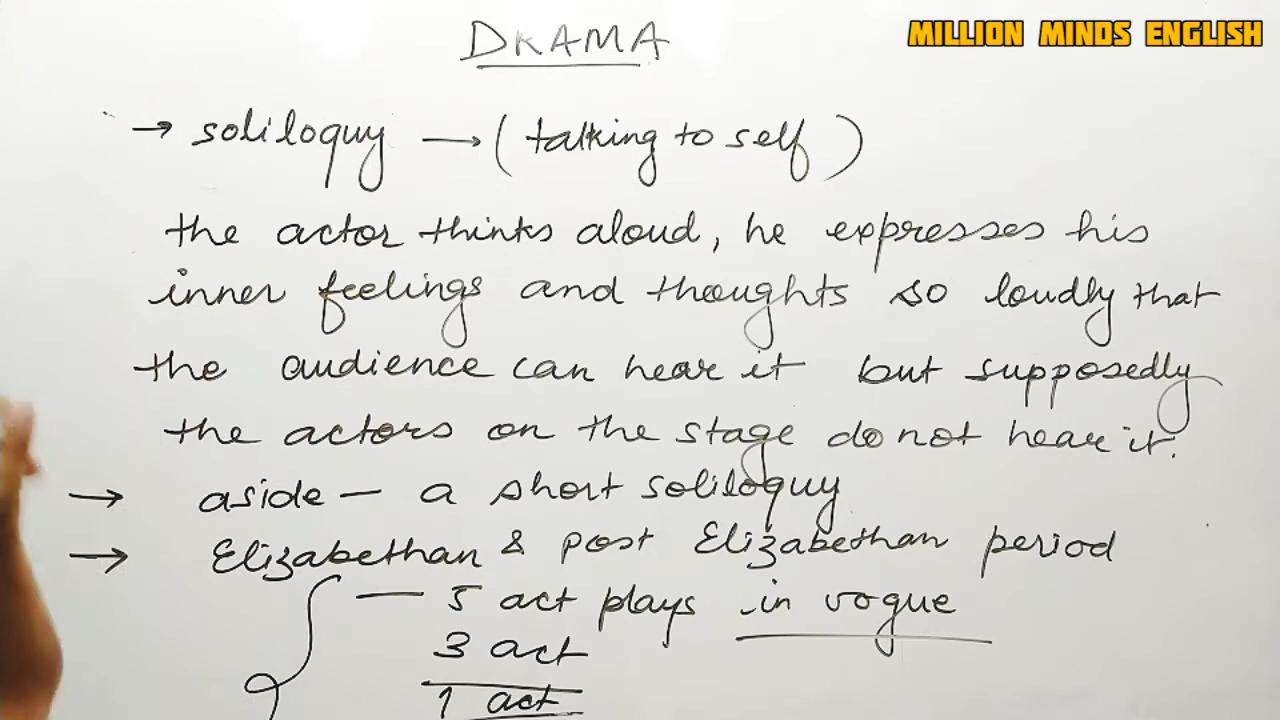 DRAMA
MILLION MINDS ENGLISH
→ soliloquy → (talking to self)
the actor thinks aloud, he expresses his
inner feelings and thoughts so loudly that
the audience can hear it but supposedly
the actors on the stage do not hear it.
→ aside — a short soliloquy
→ Elizabethan & post Elizabethan period
— 5 act plays in vogue
3 act
1 act